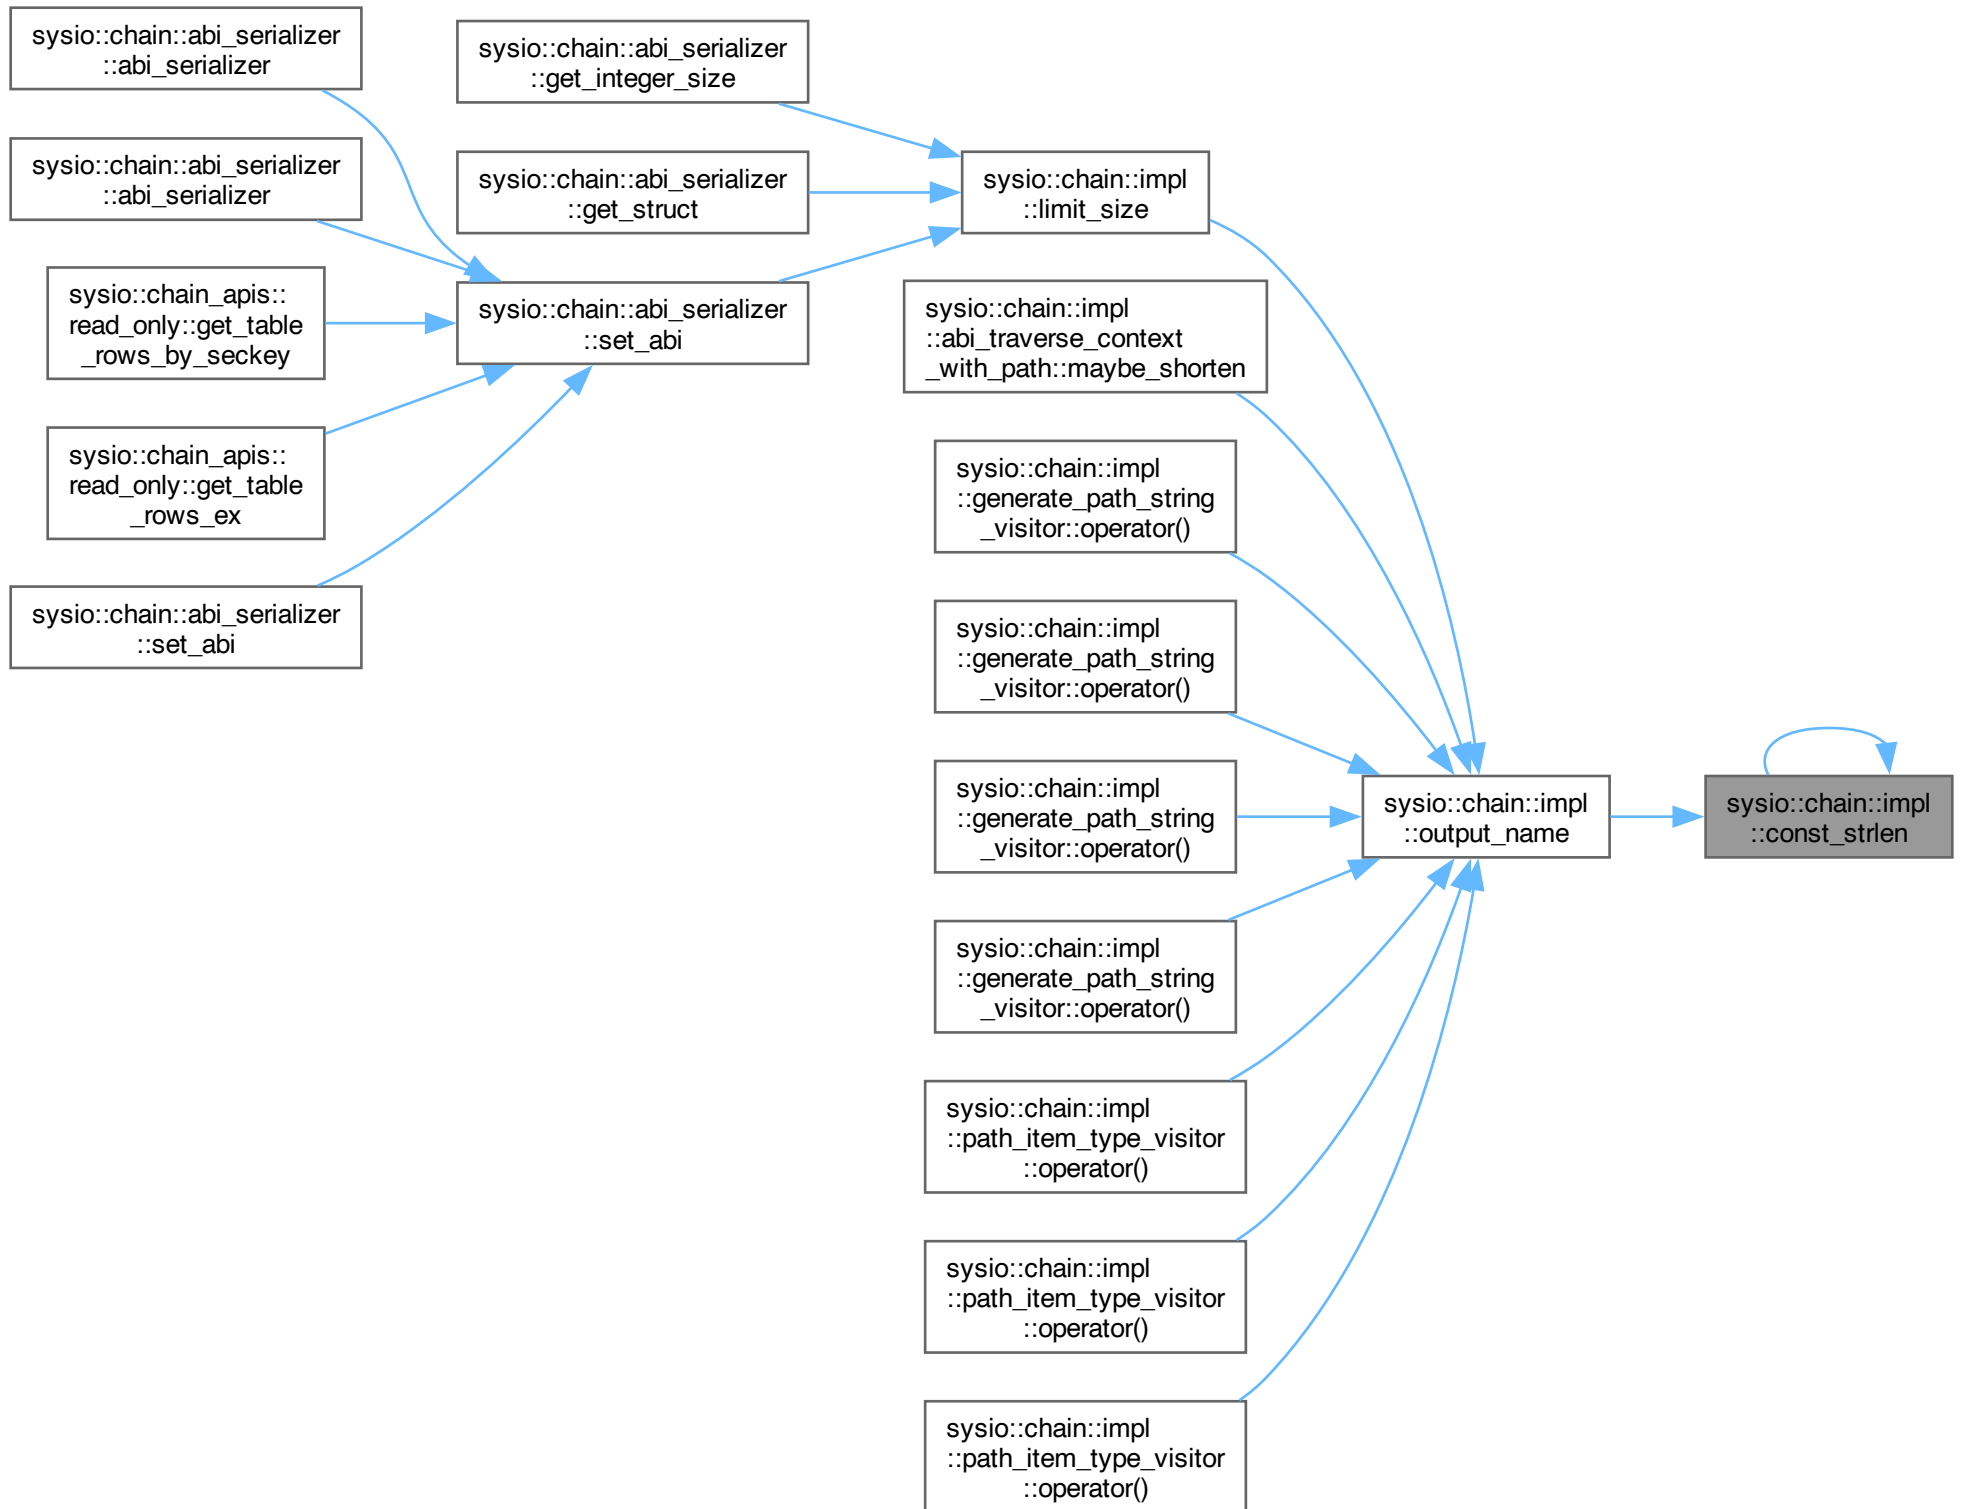 sysio::chain::abi_serializer
::abi_serializer
sysio::chain::abi_serializer
::abi_serializer
sysio::chain_apis::
read_only::get_table
_rows_by_seckey
sysio::chain_apis::
read_only::get_table
_rows_ex
sysio::chain::abi_serializer
::set_abi
sysio::chain::abi_serializer
::get_integer_size
sysio::chain::abi_serializer
::get_struct
sysio::chain::abi_serializer
::set_abi
sysio::chain::impl
::limit_size
sysio::chain::impl
::abi_traverse_context
_with_path::maybe_shorten
sysio::chain::impl
::generate_path_string
_visitor::operator()
sysio::chain::impl
::generate_path_string
_visitor::operator()
sysio::chain::impl
::generate_path_string
_visitor::operator()
sysio::chain::impl
::generate_path_string
_visitor::operator()
sysio::chain::impl
::path_item_type_visitor
::operator()
sysio::chain::impl
::path_item_type_visitor
::operator()
sysio::chain::impl
::path_item_type_visitor
::operator()
sysio::chain::impl
::output_name
sysio::chain::impl
::const_strlen